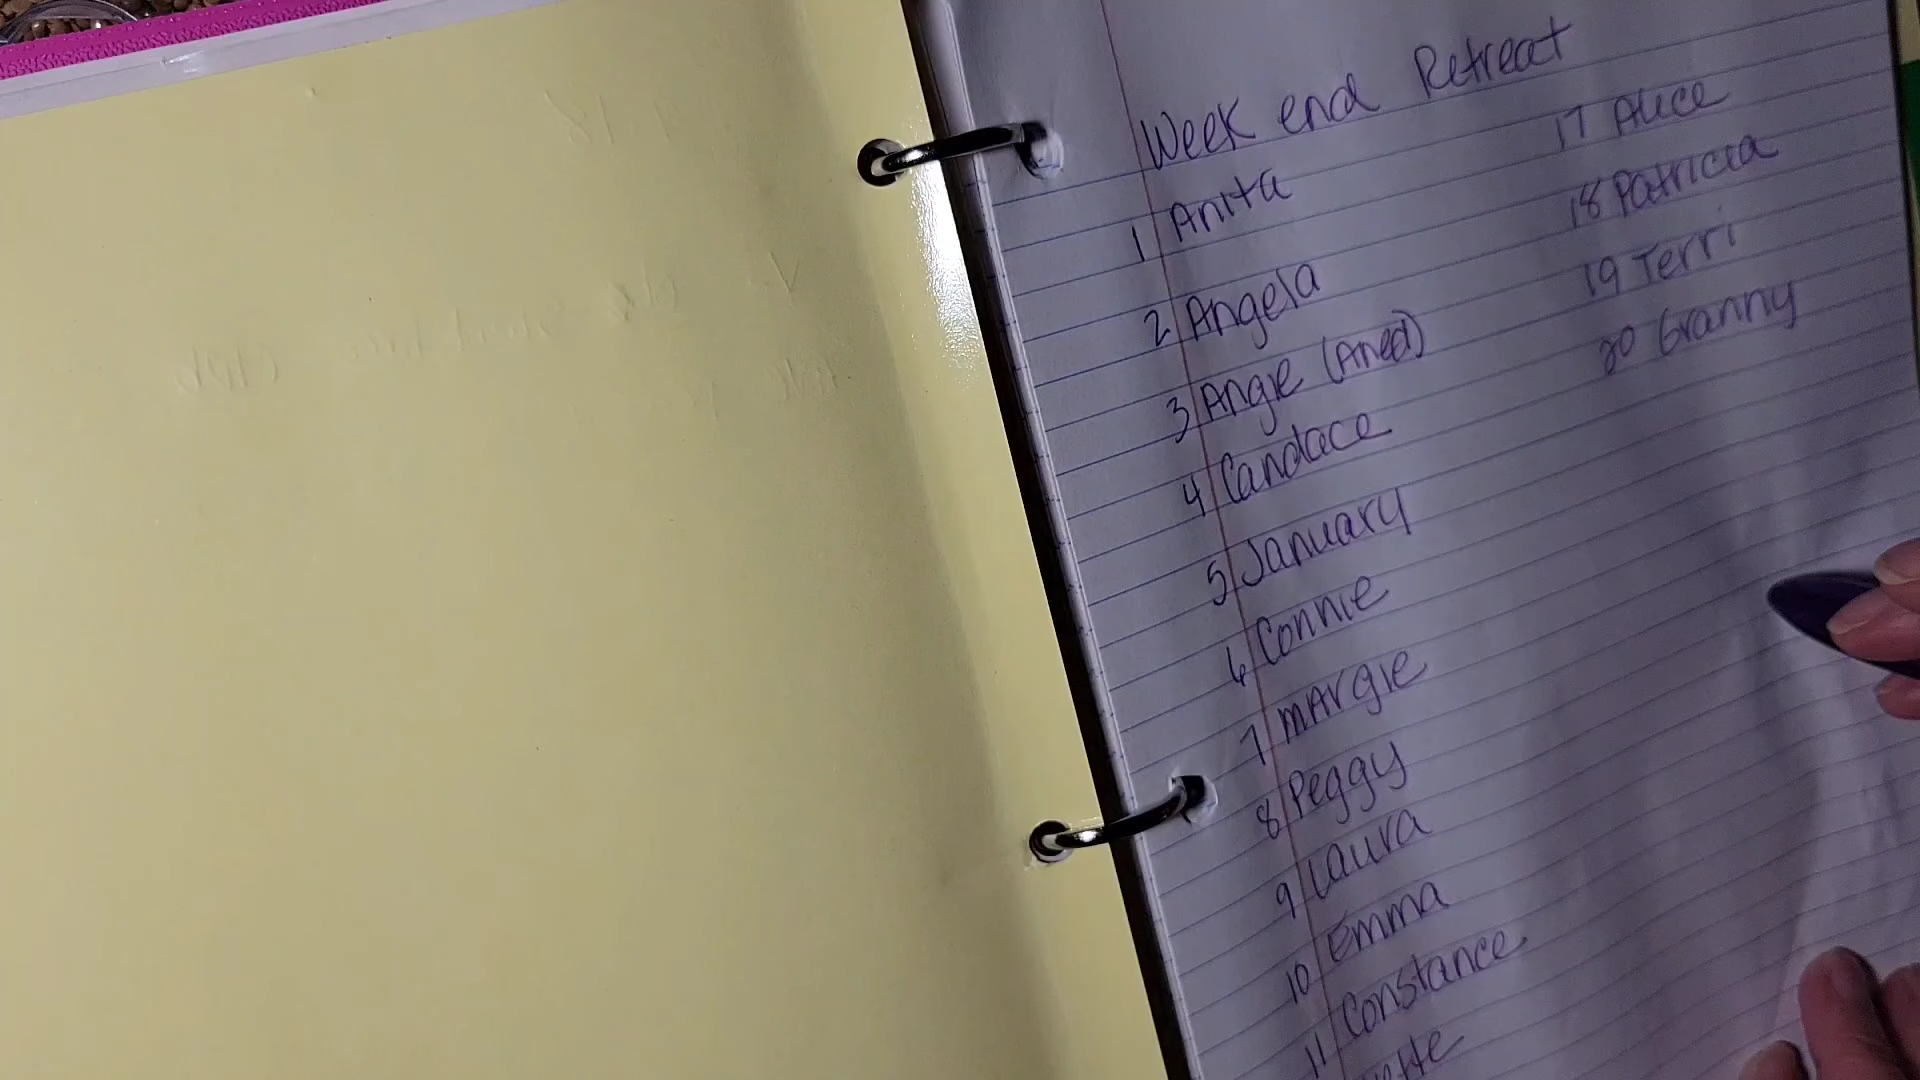 Week end Retreat
1 Anita
2 Angela
3 Angie (Aned)
4 Candace
5 January
6 Connie
7 MArgie
8 Peggy
9 Laura
10 Emma
11 Constance
17 Alice
18 Patricia
19 Terri
20 Granny